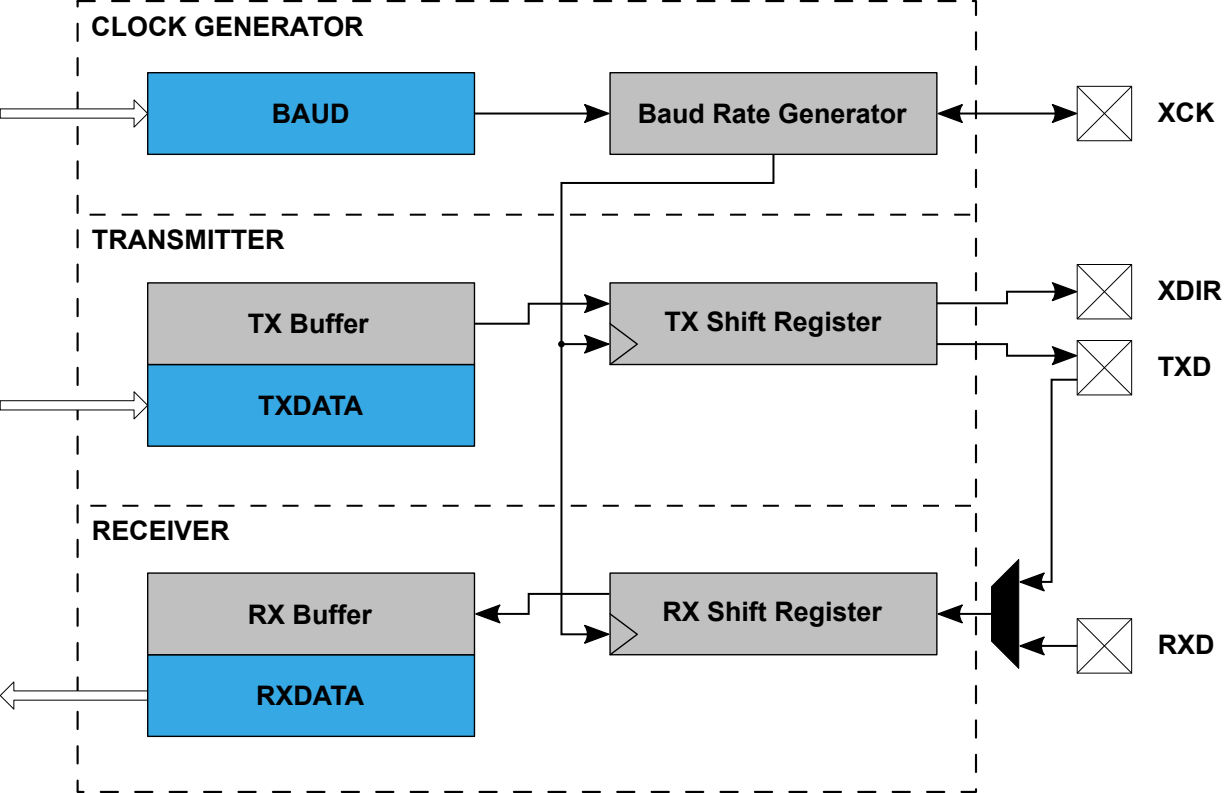 CLOCK GENERATOR
BAUD
Baud Rate Generator
XCK
TRANSMITTER
TX Buffer
TX Shift Register
XDIR
TXD
TXDATA
RECEIVER
RX Buffer
RX Shift Register
RXD
RXDATA